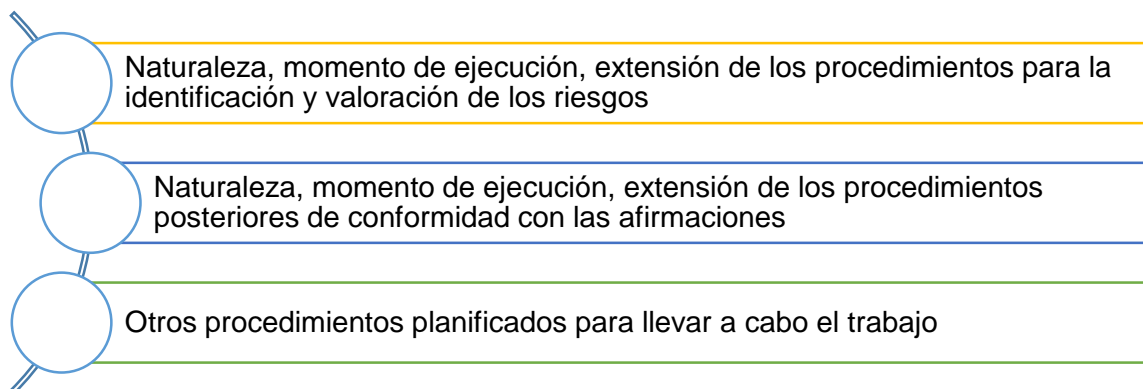 Naturaleza, momento de ejecución, extensión de los procedimientos para la
identificación y valoración de los riesgos
Naturaleza, momento de ejecución, extensión de los procedimientos
posteriores de conformidad con las afirmaciones
Otros procedimientos planificados para llevar a cabo el trabajo